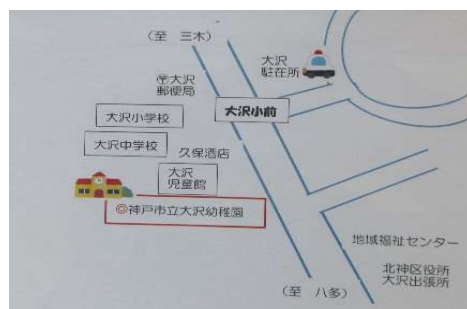 (至 三木)
大沢
駐在所
〒大沢
郵便局
大沢小前
大沢小学校
大沢中学校
久保酒店
大沢
児童館
◎神戸市立大沢幼稚園
地域福祉センター
北神区役所
大沢出張所
(至 八多)